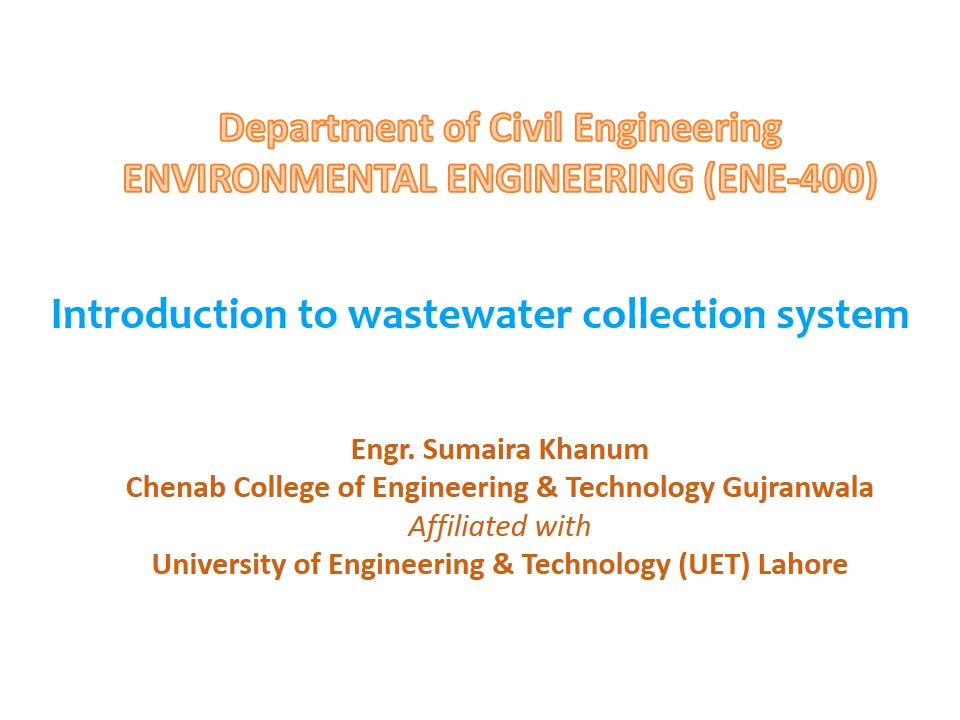 Department of Civil Engineering
ENVIRONMENTAL ENGINEERING (ENE-400)
Introduction to wastewater collection system
Engr. Sumaira Khanum
Chenab College of Engineering & Technology Gujranwala
Affiliated with
University of Engineering & Technology (UET) Lahore